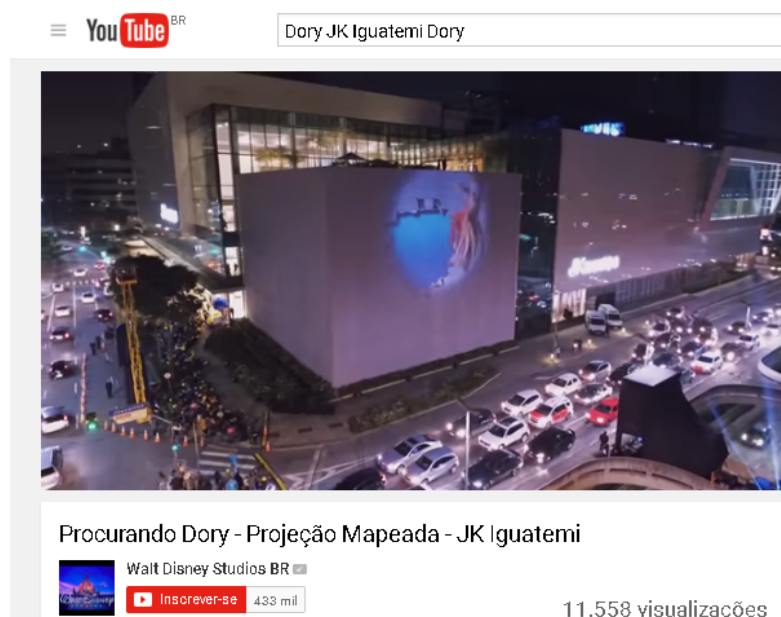 YouTube BR
Dory JK Iguatemi Dory
Procurando Dory - Projeção Mapeada - JK Iguatemi
Walt Disney Studios BR
Inscrever-se 433 mil
11.558 visualizações